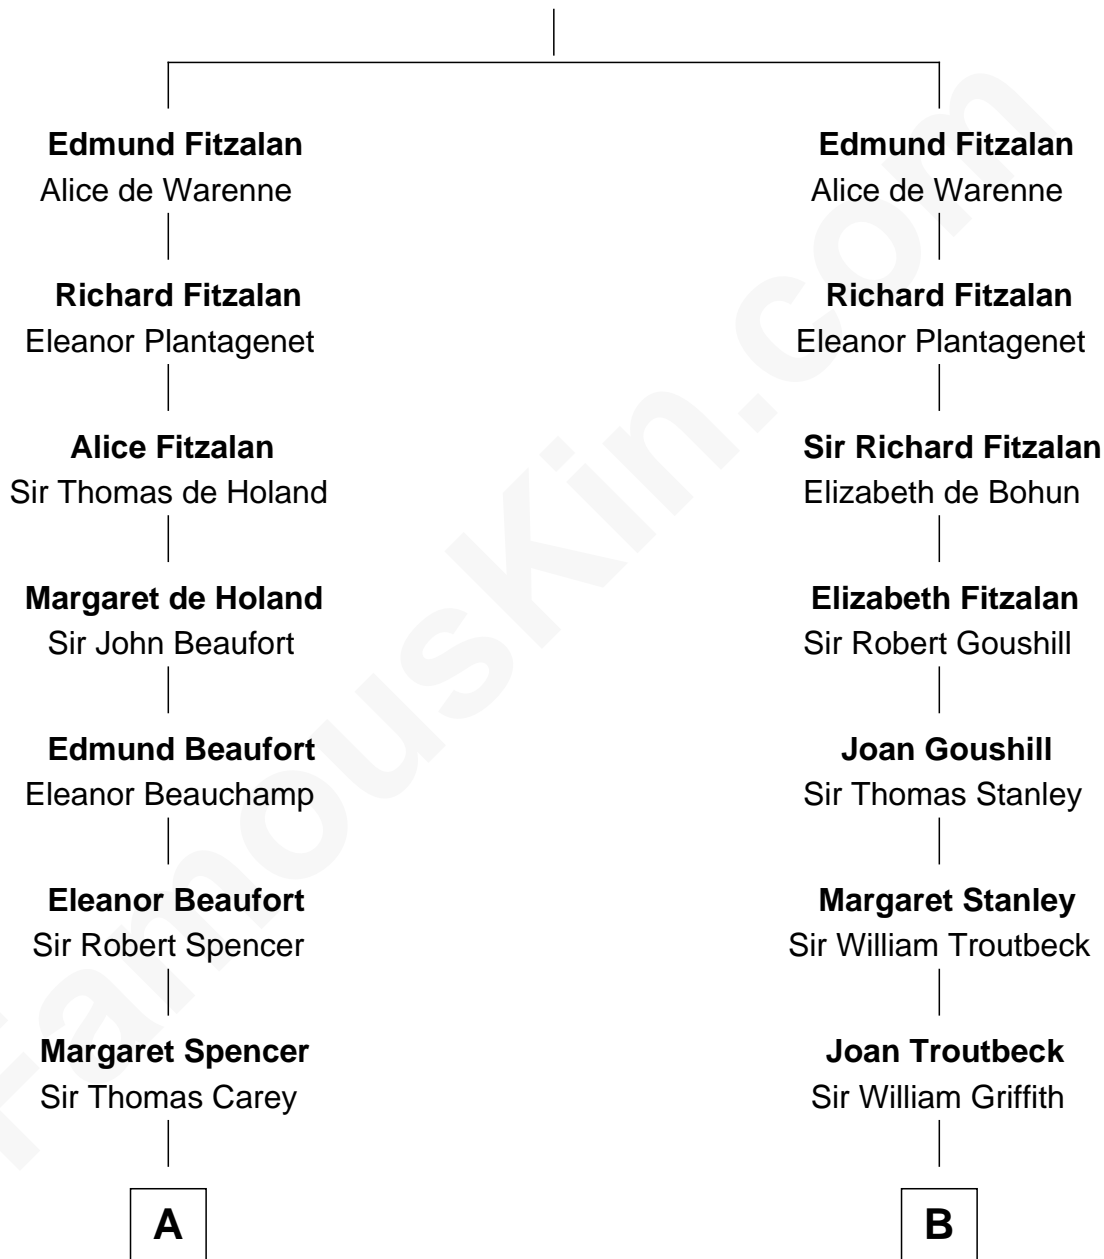 Edmund Fitzalan
Alice de Warenne
Richard Fitzalan
Eleanor Plantagenet
Alice Fitzalan
Sir Thomas de Holand
Margaret de Holand
Sir John Beaufort
Edmund Beaufort
Eleanor Beauchamp
Eleanor Beaufort
Sir Robert Spencer
Margaret Spencer
Sir Thomas Carey
A
Edmund Fitzalan
Alice de Warenne
Richard Fitzalan
Eleanor Plantagenet
Sir Richard Fitzalan
Elizabeth de Bohun
Elizabeth Fitzalan
Sir Robert Goushill
Joan Goushill
Sir Thomas Stanley
Margaret Stanley
Sir William Troutbeck
Joan Troutbeck
Sir William Griffith
B
FamousKin.com